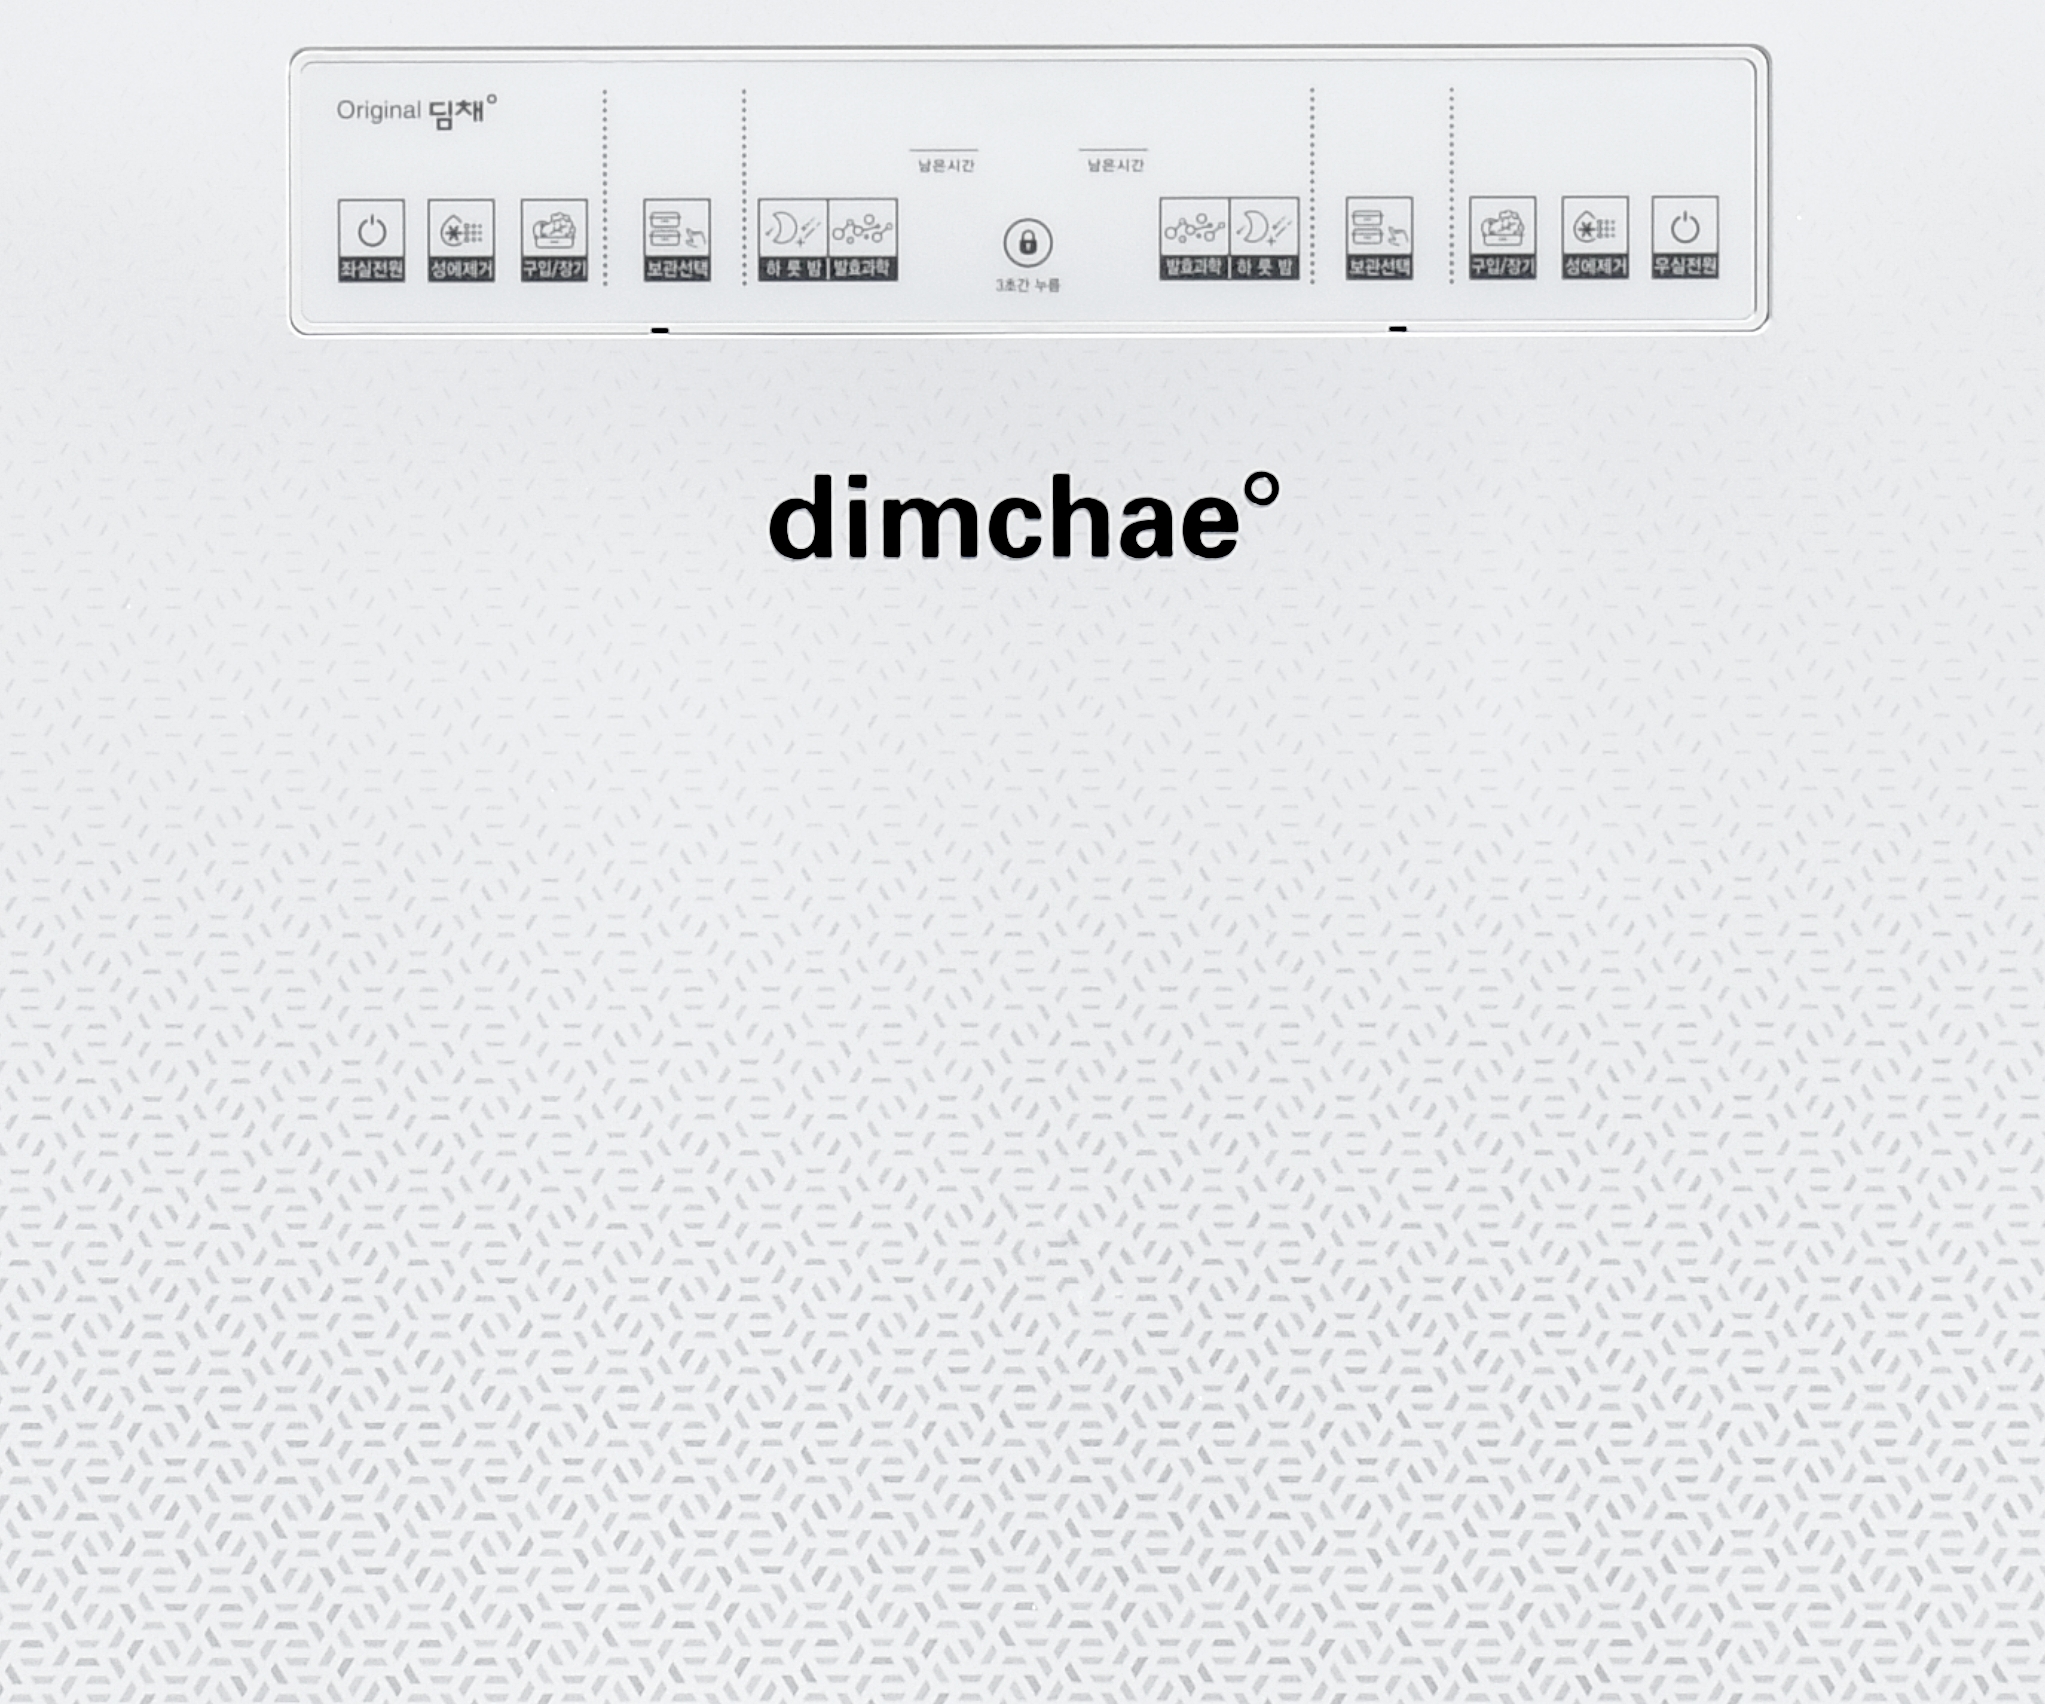 Original 딤채°
남은시간 남은시간
좌실전원 성에제거 구입/장기 보관선택 하룻밤 발효과학 발효과학 하룻밤 보관선택 구입/장기 성에제거 우실전원
3초간 누름
dimchae°